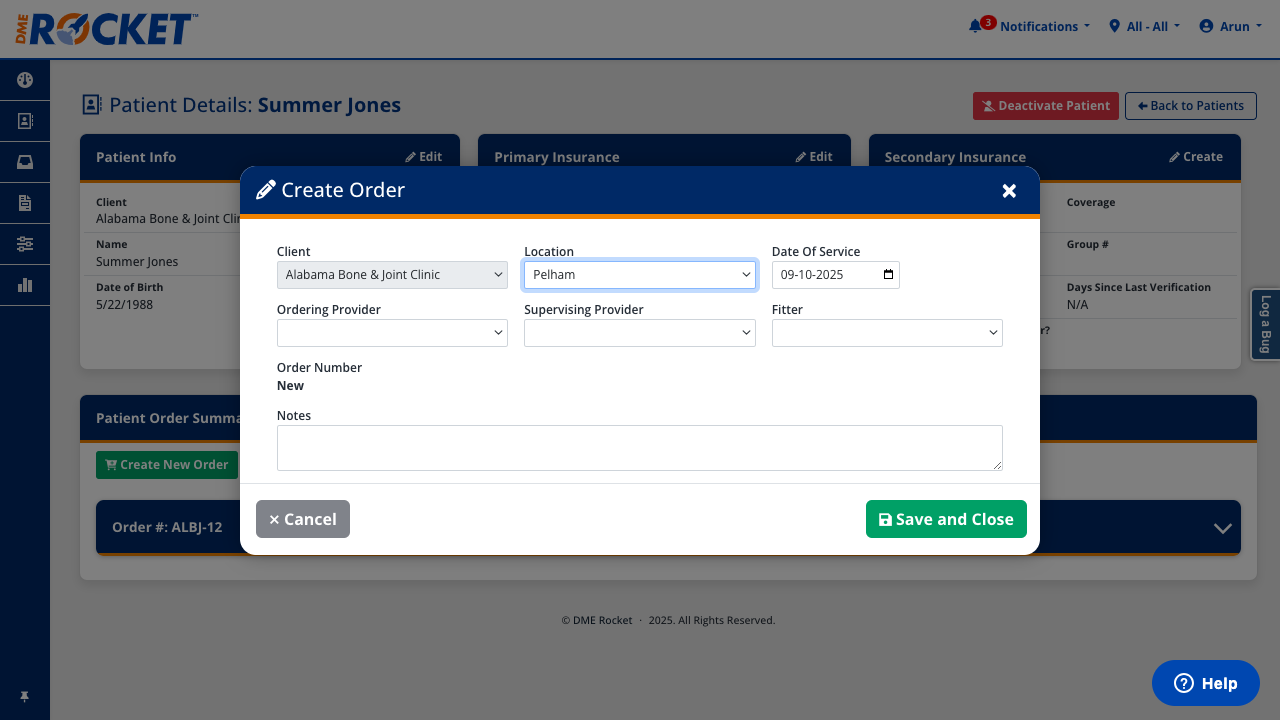 DME ROCKET™
3 Notifications
All - All
Arun
Patient Details: Summer Jones
Deactivate Patient
Back to Patients
Patient Info
Edit
Primary Insurance
Edit
Secondary Insurance
Create
Client
Alabama Bone & Joint Clin
Name
Summer Jones
Date of Birth
5/22/1988
Coverage
Group #
Days Since Last Verification
N/A
r?
Create Order
Client
Location
Date Of Service
Alabama Bone & Joint Clinic
Pelham
09-10-2025
Ordering Provider
Supervising Provider
Fitter
Order Number
New
Notes
Cancel
Save and Close
Patient Order Summa
Create New Order
Order #: ALBJ-12
Log a Bug
© DME Rocket · 2025. All Rights Reserved.
Help